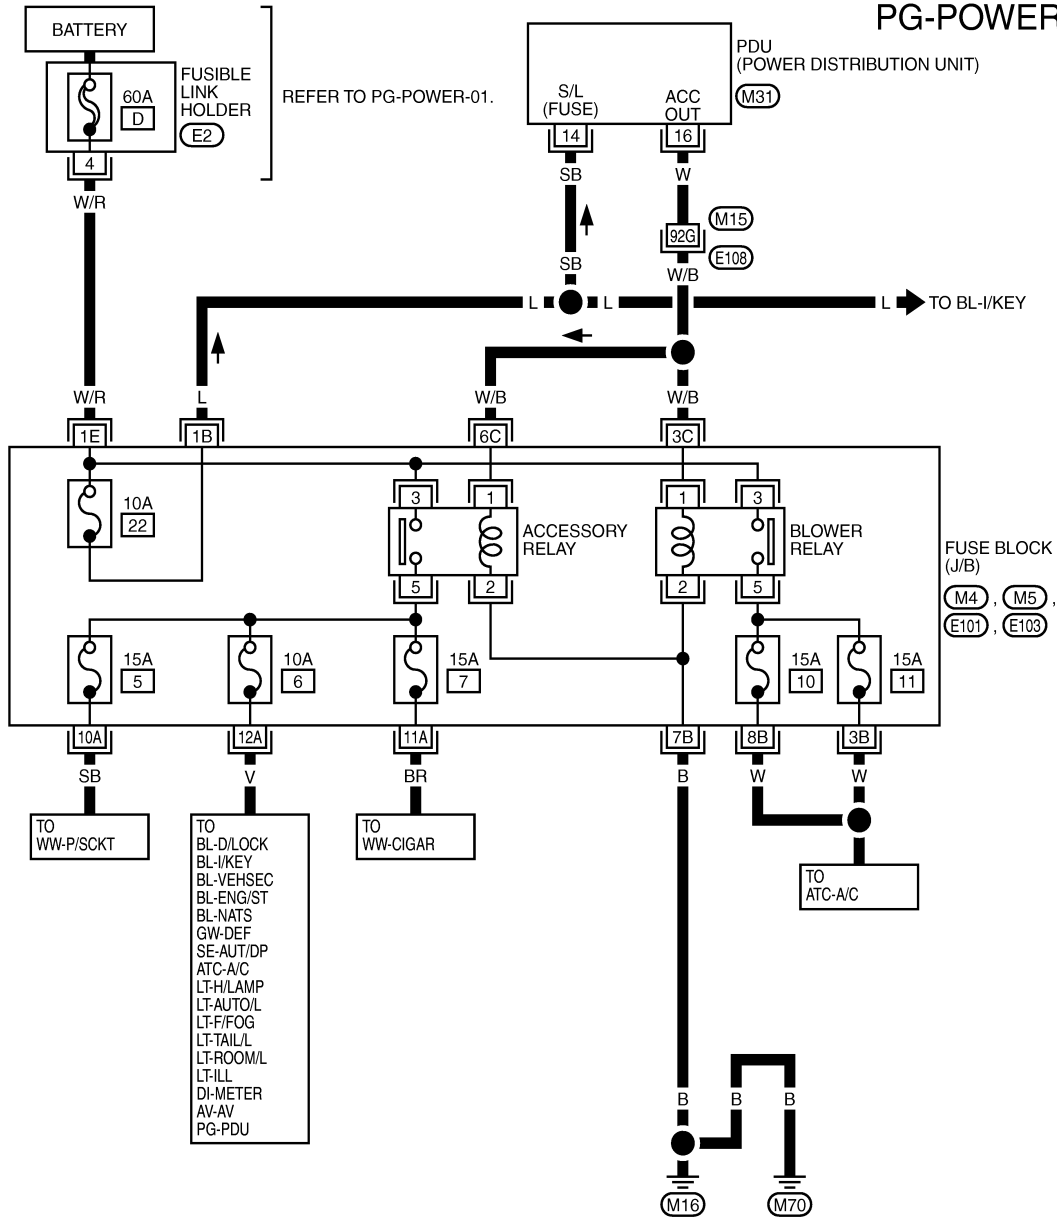 PG-POWER
BATTERY
60A
D
FUSIBLE
LINK
HOLDER
E2
4
REFER TO PG-POWER-01.
PDU
(POWER DISTRIBUTION UNIT)
M31
S/L
(FUSE)
ACC
OUT
14
16
W/R
SB
W
92G
M15
E108
SB
W/B
L
L
L
TO BL-I/KEY
W/R
L
W/B
W/B
1E
1B
6C
3C
10A
22
3
1
ACCESSORY
RELAY
5
2
1
3
BLOWER
RELAY
2
5
FUSE BLOCK
(J/B)
M4 , M5 ,
E101 , E103
15A
5
10A
6
15A
7
15A
10
15A
11
10A
12A
11A
7B
8B
3B
SB
V
BR
B
W
W
TO
WW-P/SCKT
TO
BL-D/LOCK
BL-I/KEY
BL-VEHSEC
BL-ENG/ST
BL-NATS
GW-DEF
SE-AUT/DP
ATC-A/C
LT-H/LAMP
LT-AUTO/L
LT-F/FOG
LT-TAIL/L
LT-ROOM/L
LT-ILL
DI-METER
AV-AV
PG-PDU
TO
WW-CIGAR
TO
ATC-A/C
B
B
B
M16
M70